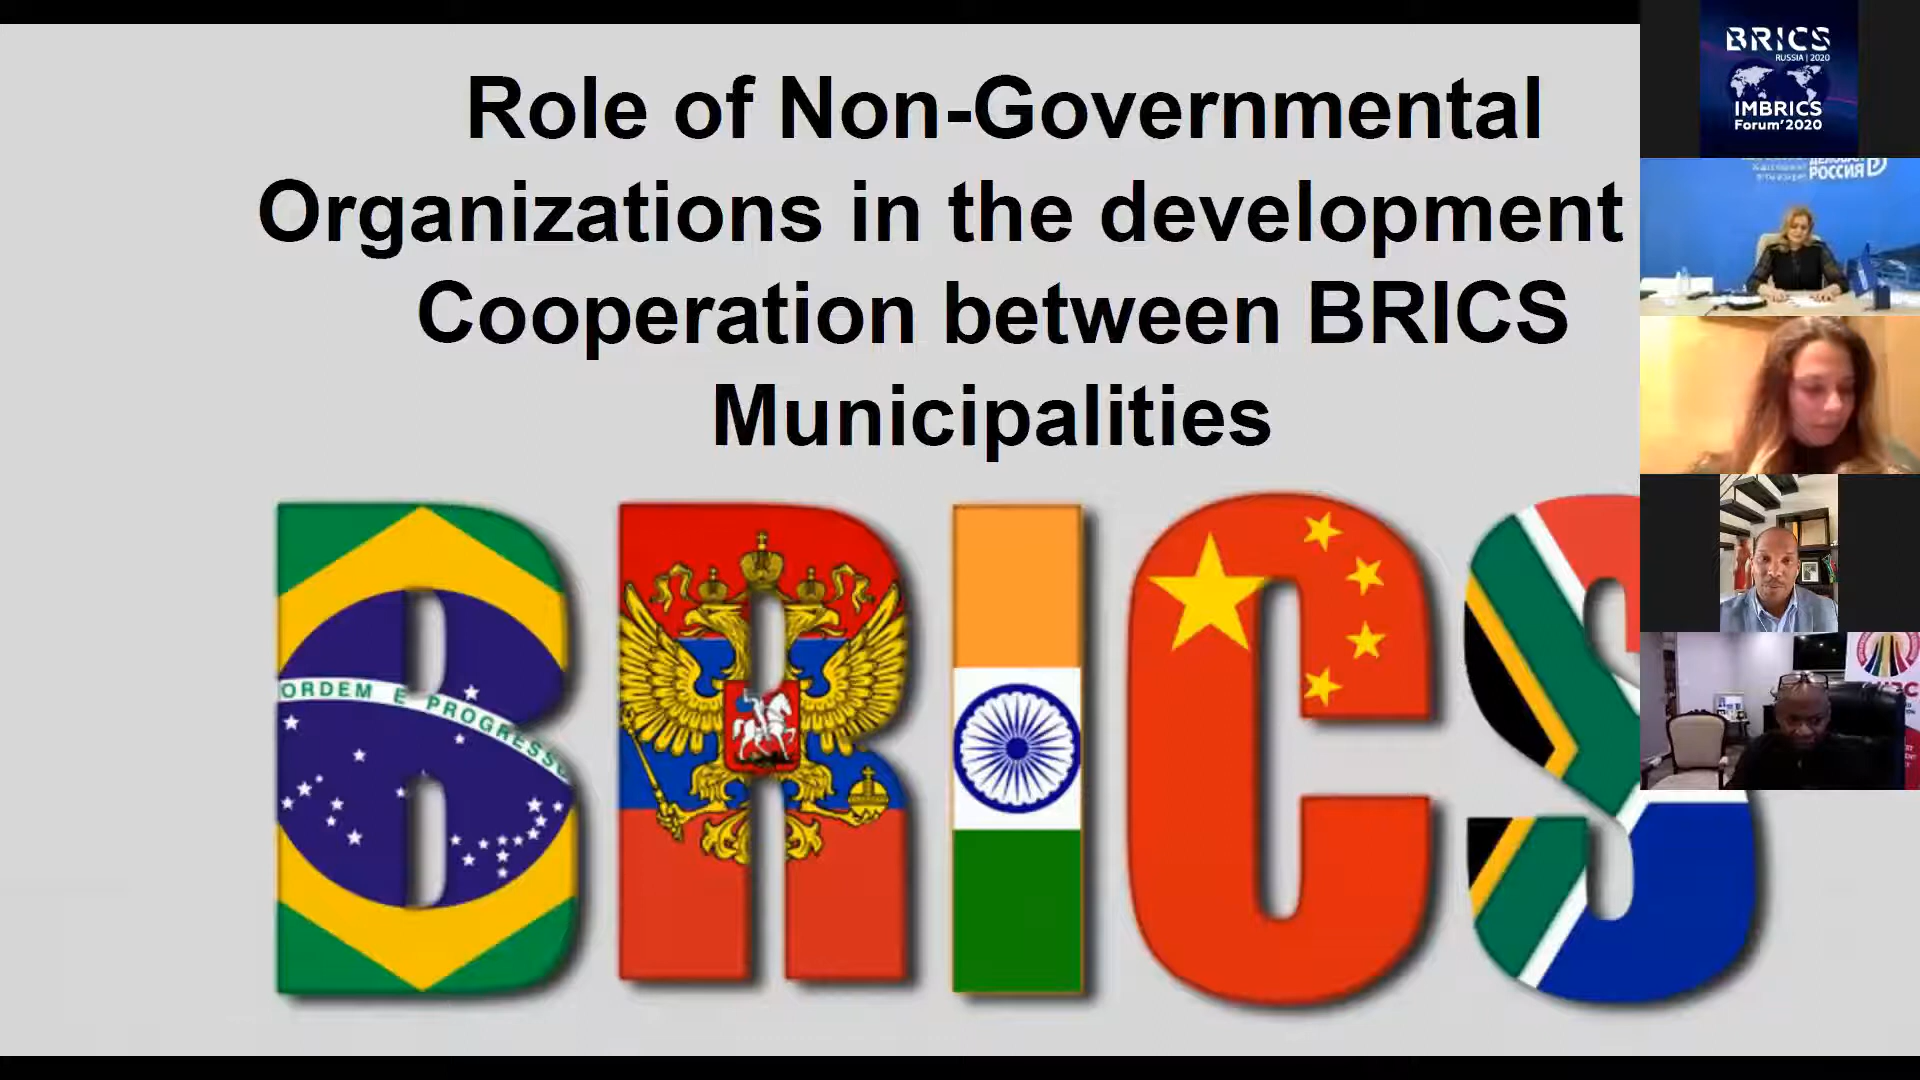 Role of Non-Governmental
Organizations in the development
Cooperation between BRICS
Municipalities
ORDEM E PROGRESSO
BRICS
RUSSIA | 2020
IMBRICS
Forum'2020
ДЕЛОВАЯ
РОССИЯ